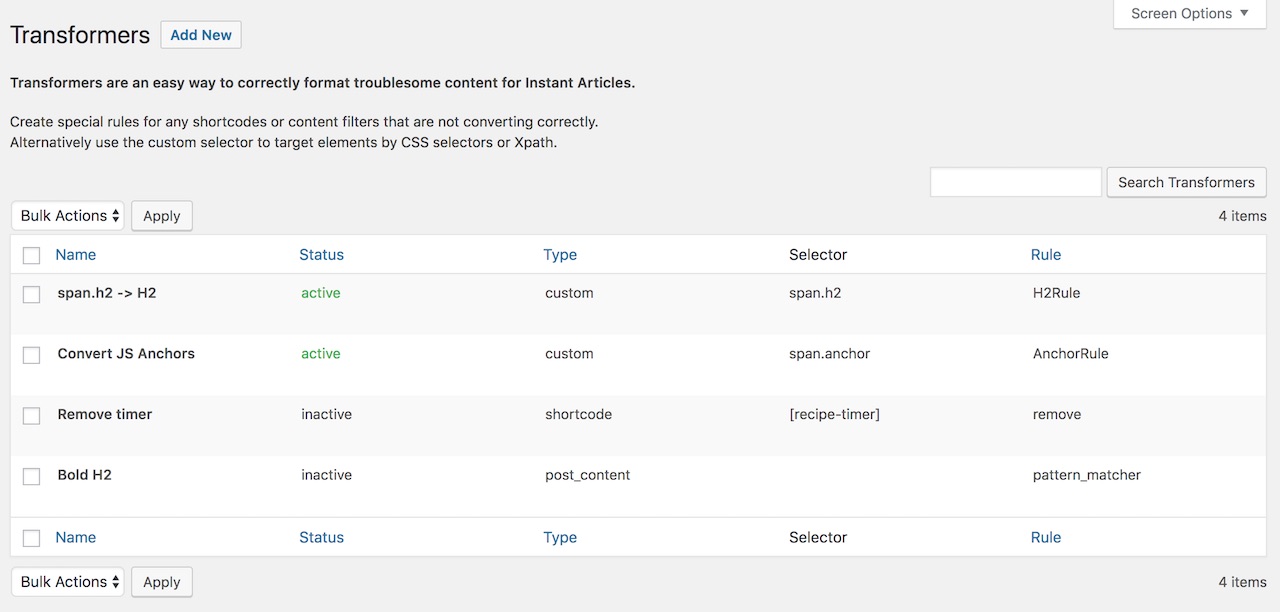 Screen Options ▼
Transformers Add New
Transformers are an easy way to correctly format troublesome content for Instant Articles.
Create special rules for any shortcodes or content filters that are not converting correctly.
Alternatively use the custom selector to target elements by CSS selectors or Xpath.
Search Transformers
Bulk Actions Apply 4 items
Name Status Type Selector Rule
span.h2 -> H2 active custom span.h2 H2Rule
Convert JS Anchors active custom span.anchor AnchorRule
Remove timer inactive shortcode [recipe-timer] remove
Bold H2 inactive post_content pattern_matcher
Name Status Type Selector Rule
Bulk Actions Apply 4 items